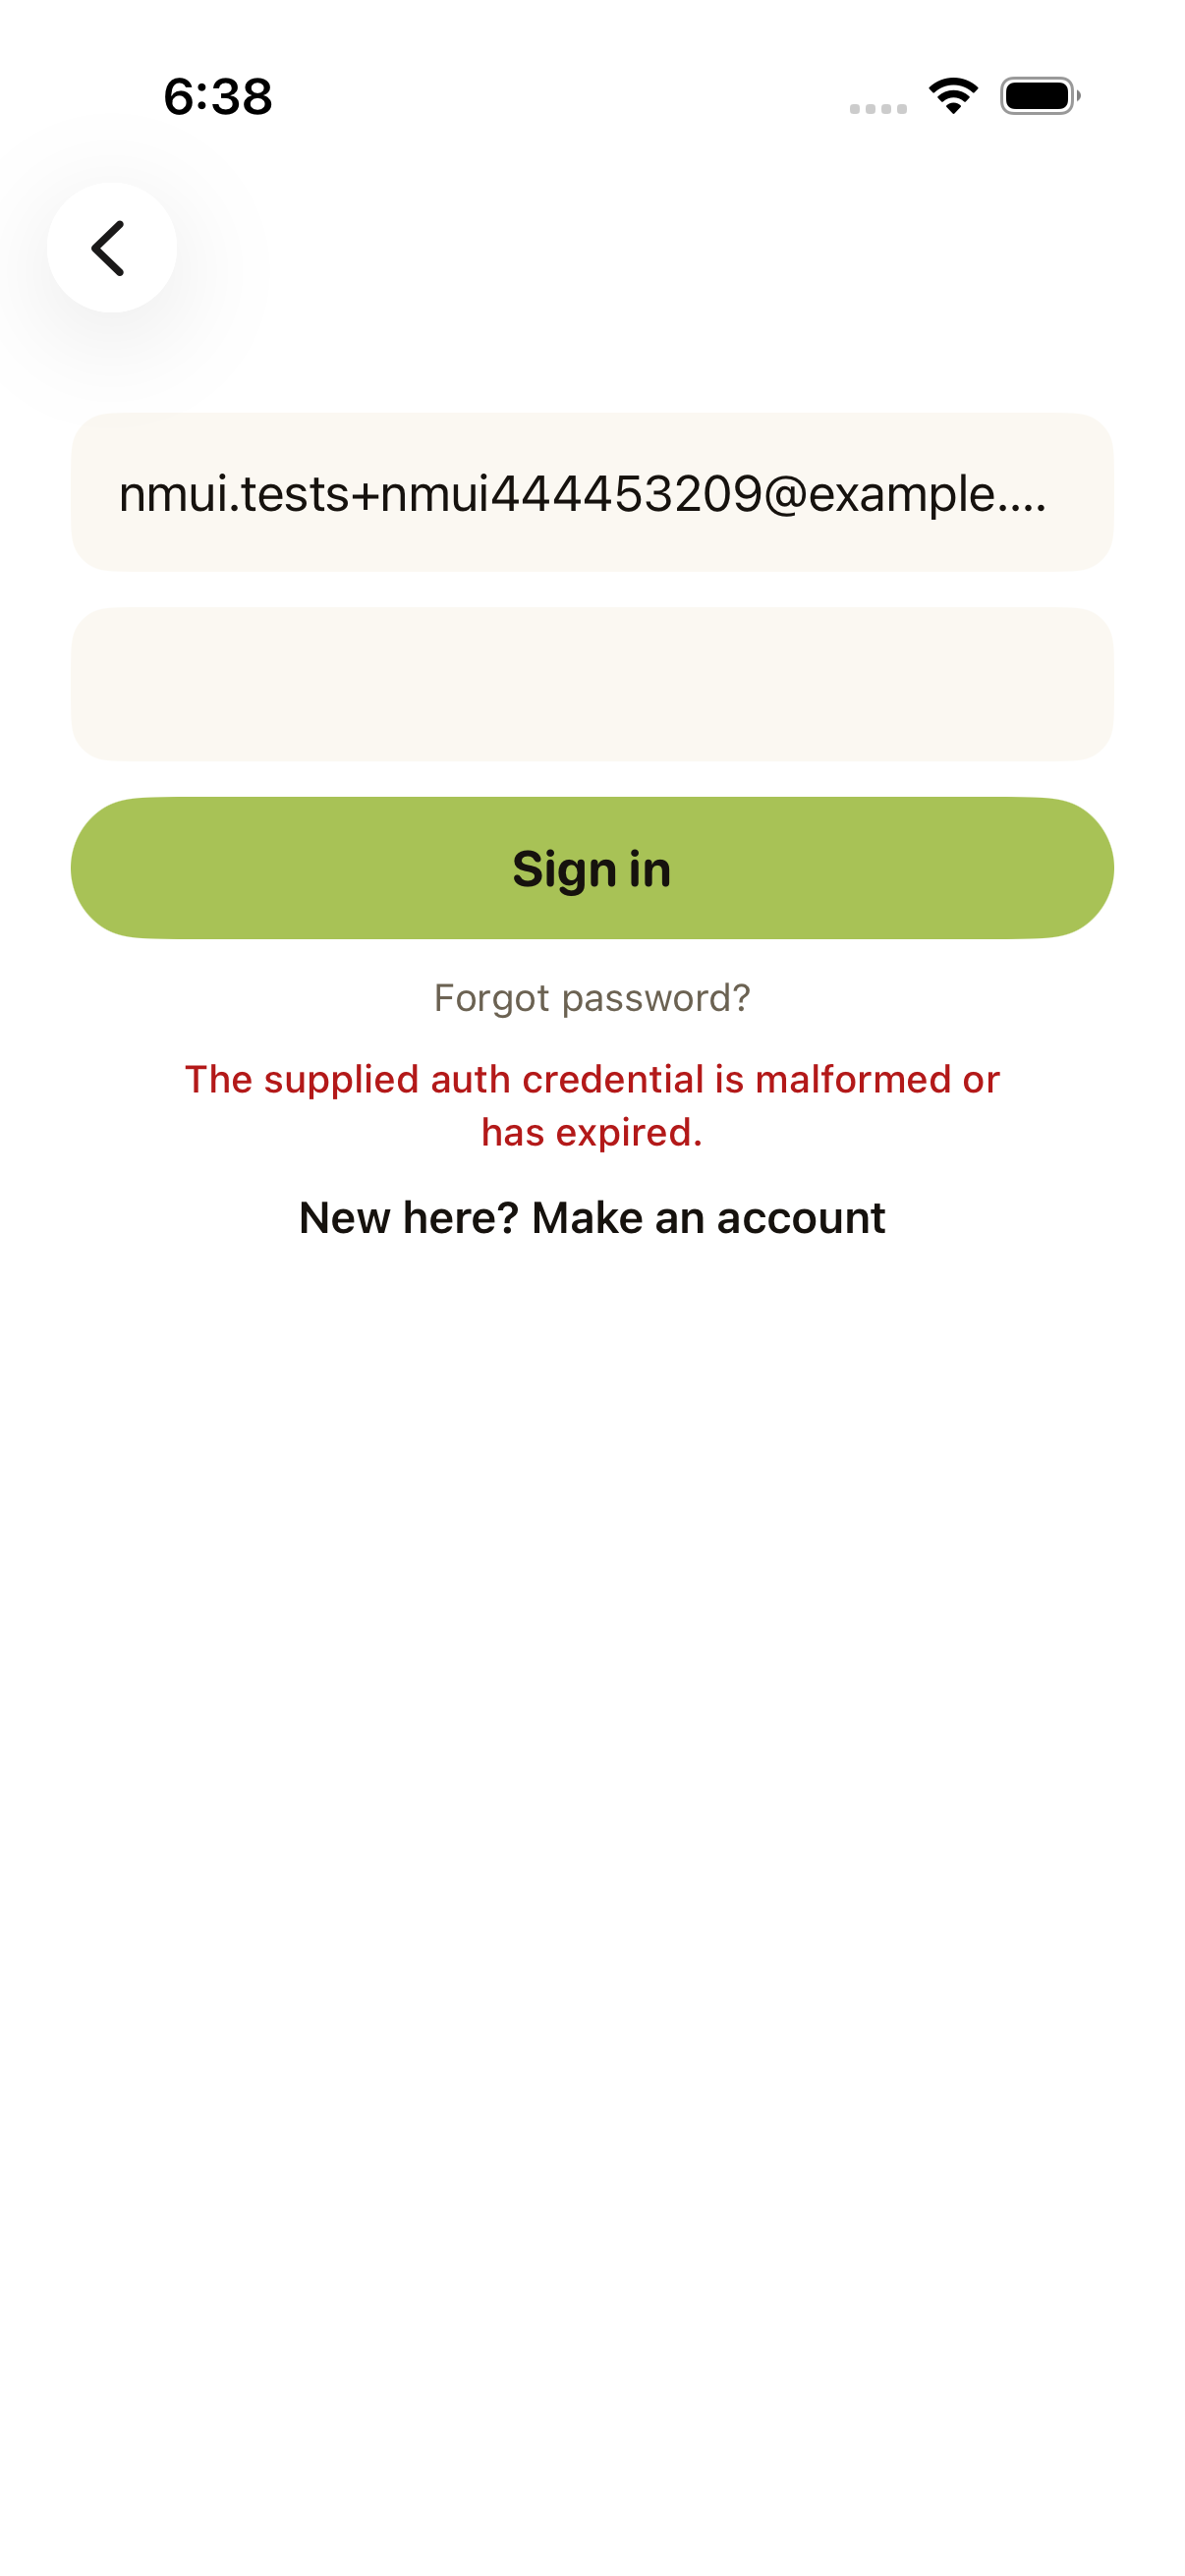 6:38
nmui.tests+nmui444453209@example....
Sign in
Forgot password?
The supplied auth credential is malformed or
has expired.
New here? Make an account